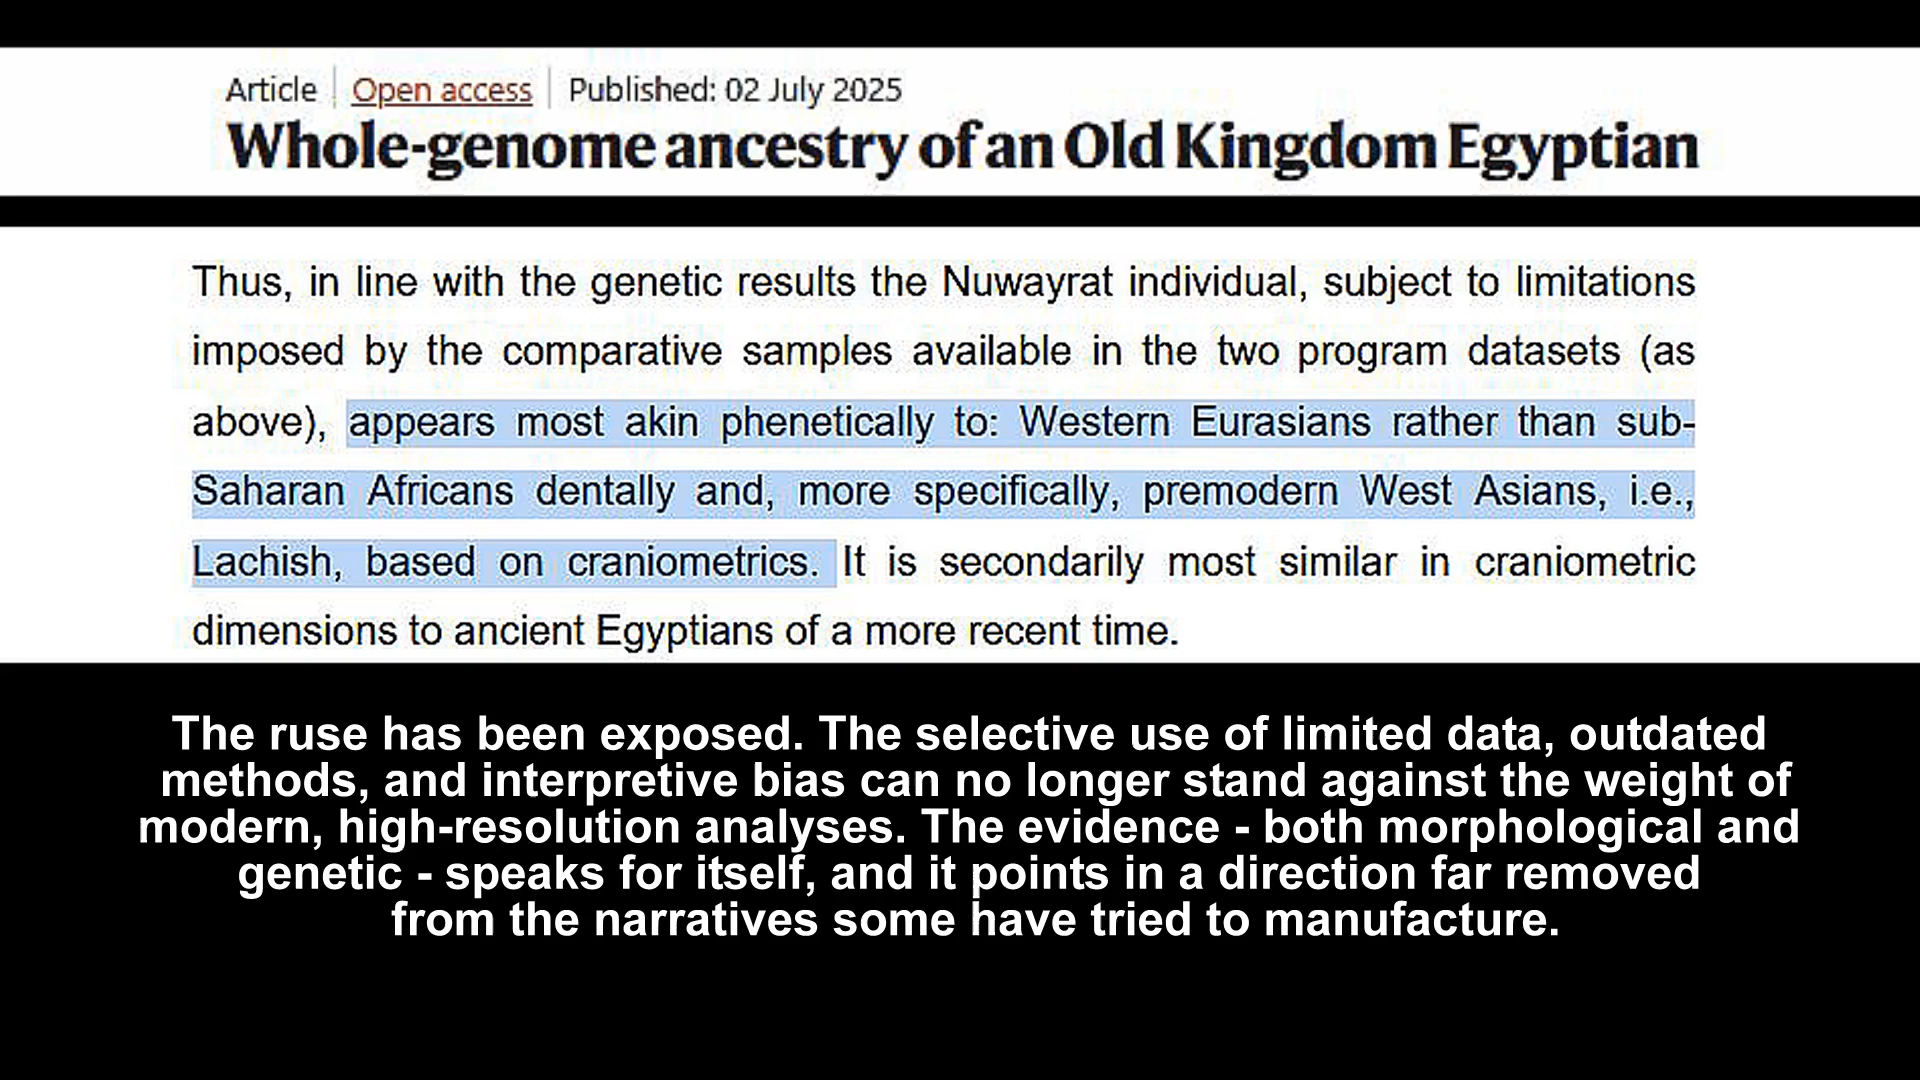 Article | Open access | Published: 02 July 2025
Whole-genome ancestry of an Old Kingdom Egyptian
Thus, in line with the genetic results the Nuwayrat individual, subject to limitations
imposed by the comparative samples available in the two program datasets (as
above), appears most akin phenetically to: Western Eurasians rather than sub-
Saharan Africans dentally and, more specifically, premodern West Asians, i.e.,
Lachish, based on craniometrics. It is secondarily most similar in craniometric
dimensions to ancient Egyptians of a more recent time.
The ruse has been exposed. The selective use of limited data, outdated
methods, and interpretive bias can no longer stand against the weight of
modern, high-resolution analyses. The evidence - both morphological and
genetic - speaks for itself, and it points in a direction far removed
from the narratives some have tried to manufacture.